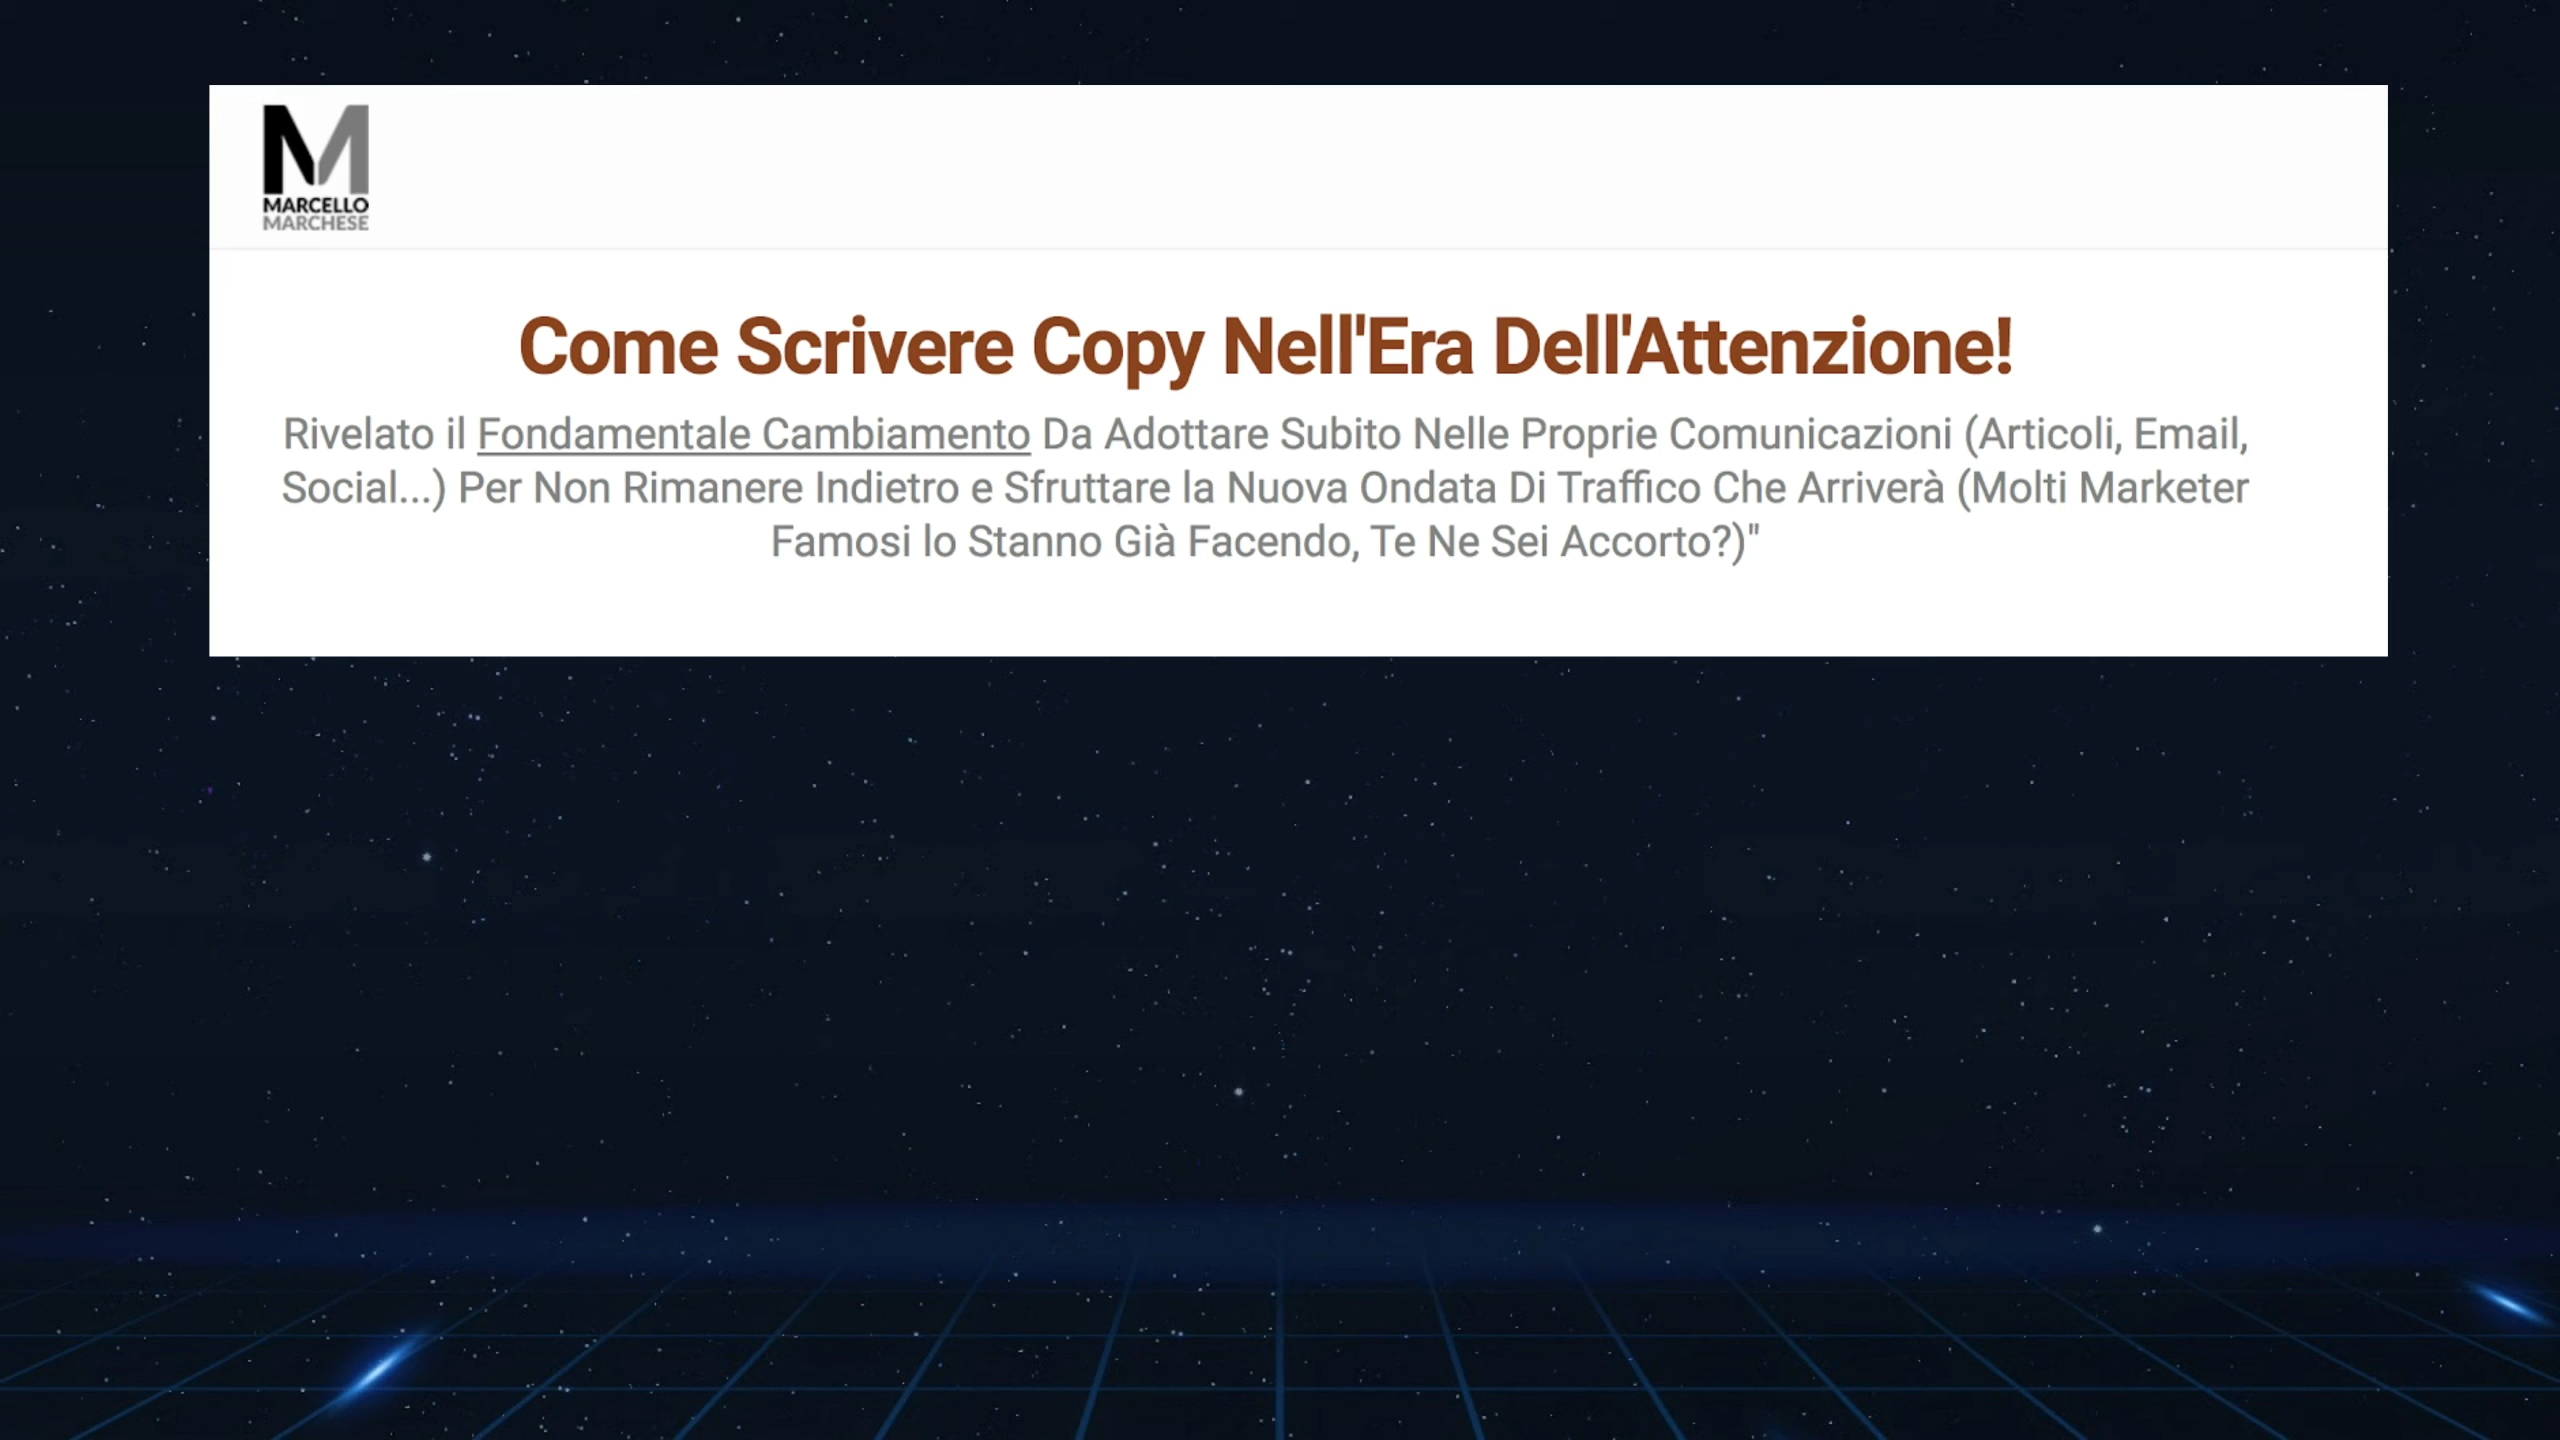 M
MARCELLO
MARCHESE
Come Scrivere Copy Nell'Era Dell'Attenzione!
Rivelato il Fondamentale Cambiamento Da Adottare Subito Nelle Proprie Comunicazioni (Articoli, Email,
Social...) Per Non Rimanere Indietro e Sfruttare la Nuova Ondata Di Traffico Che Arriverà (Molti Marketer
Famosi lo Stanno Già Facendo, Te Ne Sei Accorto?)"